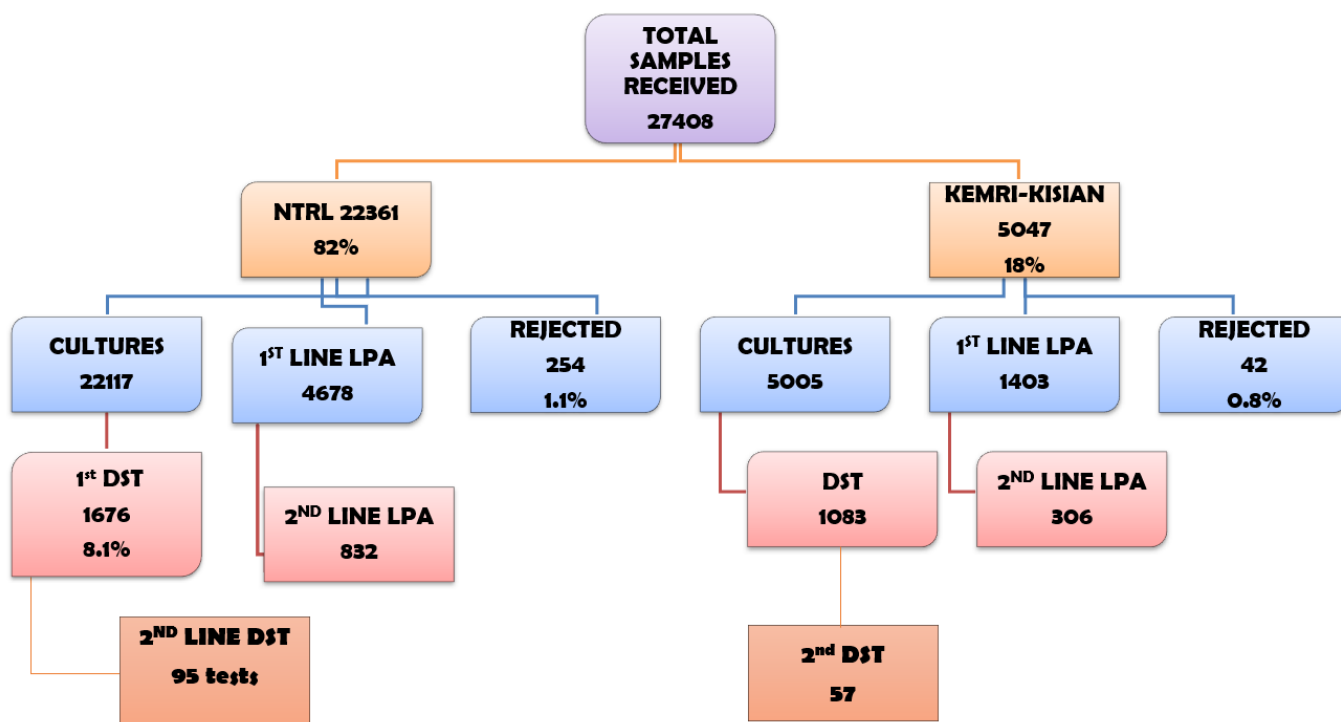 TOTAL
SAMPLES
RECEIVED
27408
NTRL 22361
82%
KEMRI-KISIAN
5047
18%
CULTURES
22117
1ST LINE LPA
4678
REJECTED
254
1.1%
CULTURES
5005
1ST LINE LPA
1403
REJECTED
42
0.8%
1st DST
1676
8.1%
2ND LINE LPA
832
DST
1083
2ND LINE LPA
306
2ND LINE DST
95 tests
2nd DST
57